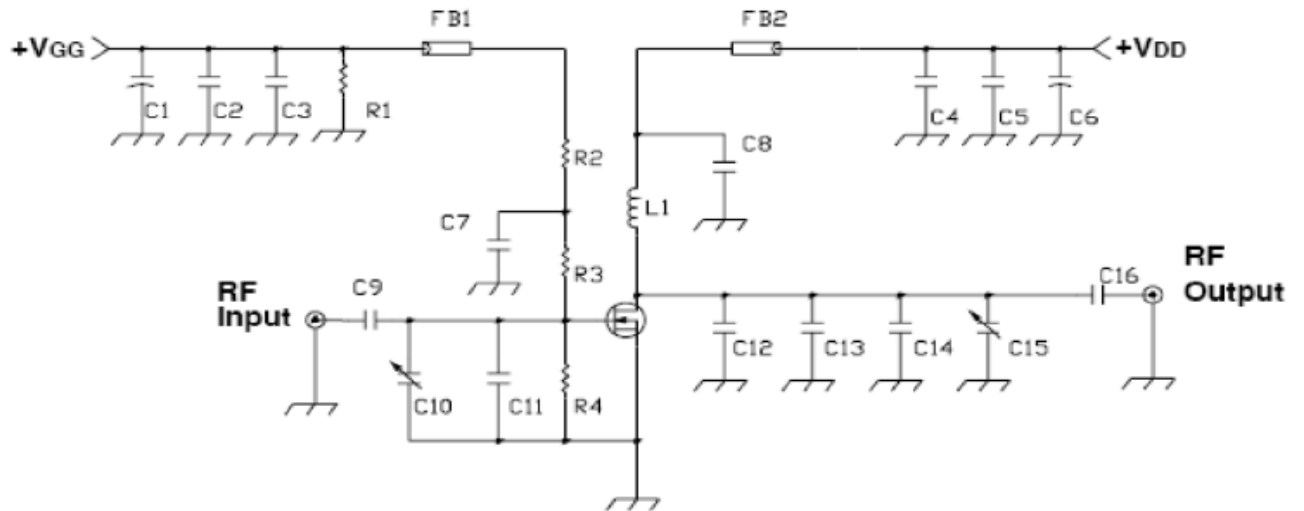 FB1
FB2
+VGG
+VDD
C1
C2
C3
R1
C4
C5
C6
R2
C8
C7
L1
R3
RF
Input
C9
C16
RF
Output
C10
C11
R4
C12
C13
C14
C15